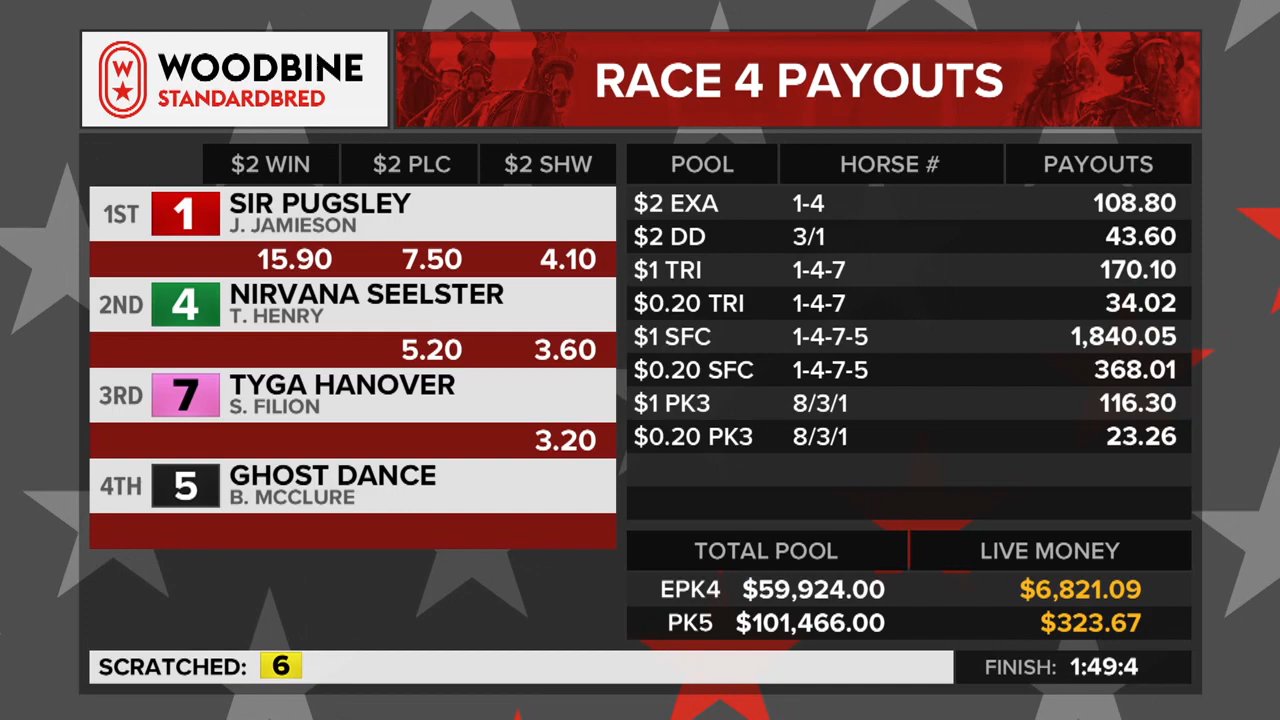 W
WOODBINE
STANDARDBRED
RACE 4 PAYOUTS
$2 WIN $2 PLC $2 SHW
1ST 1 SIR PUGSLEY
J. JAMIESON
15.90 7.50 4.10
2ND 4 NIRVANA SEELSTER
T. HENRY
5.20 3.60
3RD 7 TYGA HANOVER
S. FILION
3.20
4TH 5 GHOST DANCE
B. MCCLURE
POOL HORSE # PAYOUTS
$2 EXA 1-4 108.80
$2 DD 3/1 43.60
$1 TRI 1-4-7 170.10
$0.20 TRI 1-4-7 34.02
$1 SFC 1-4-7-5 1,840.05
$0.20 SFC 1-4-7-5 368.01
$1 PK3 8/3/1 116.30
$0.20 PK3 8/3/1 23.26
TOTAL POOL LIVE MONEY
EPK4 $59,924.00 $6,821.09
PK5 $101,466.00 $323.67
SCRATCHED: 6
FINISH: 1:49:4